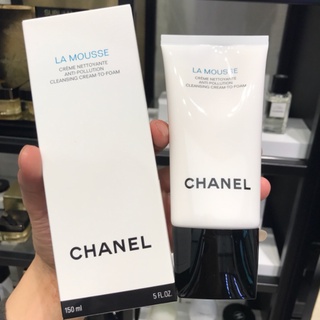 LA MOUSSE
CRÈME NETTOYANTE
ANTI-POLLUTION
CLEANSING CREAM-TO-FOAM
CHANEL
150 ml
5 FL.OZ.
LA MOUSSE
CRÈME NETTOYANTE
ANTI-POLLUTION
CLEANSING CREAM-TO-FOAM
CHANEL